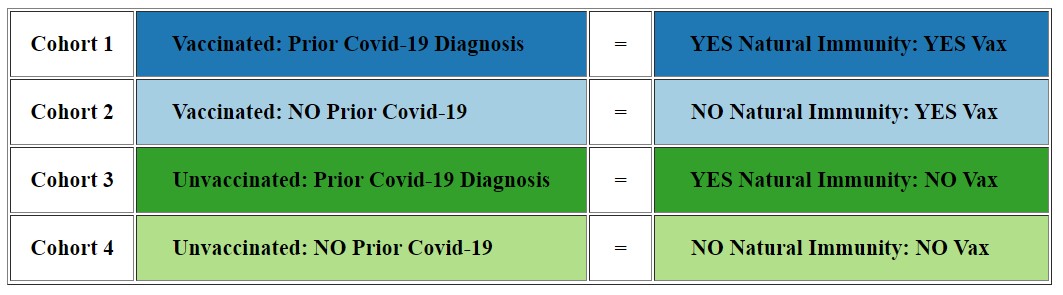 Cohort 1 Vaccinated: Prior Covid-19 Diagnosis = YES Natural Immunity: YES Vax
Cohort 2 Vaccinated: NO Prior Covid-19 = NO Natural Immunity: YES Vax
Cohort 3 Unvaccinated: Prior Covid-19 Diagnosis = YES Natural Immunity: NO Vax
Cohort 4 Unvaccinated: NO Prior Covid-19 = NO Natural Immunity: NO Vax